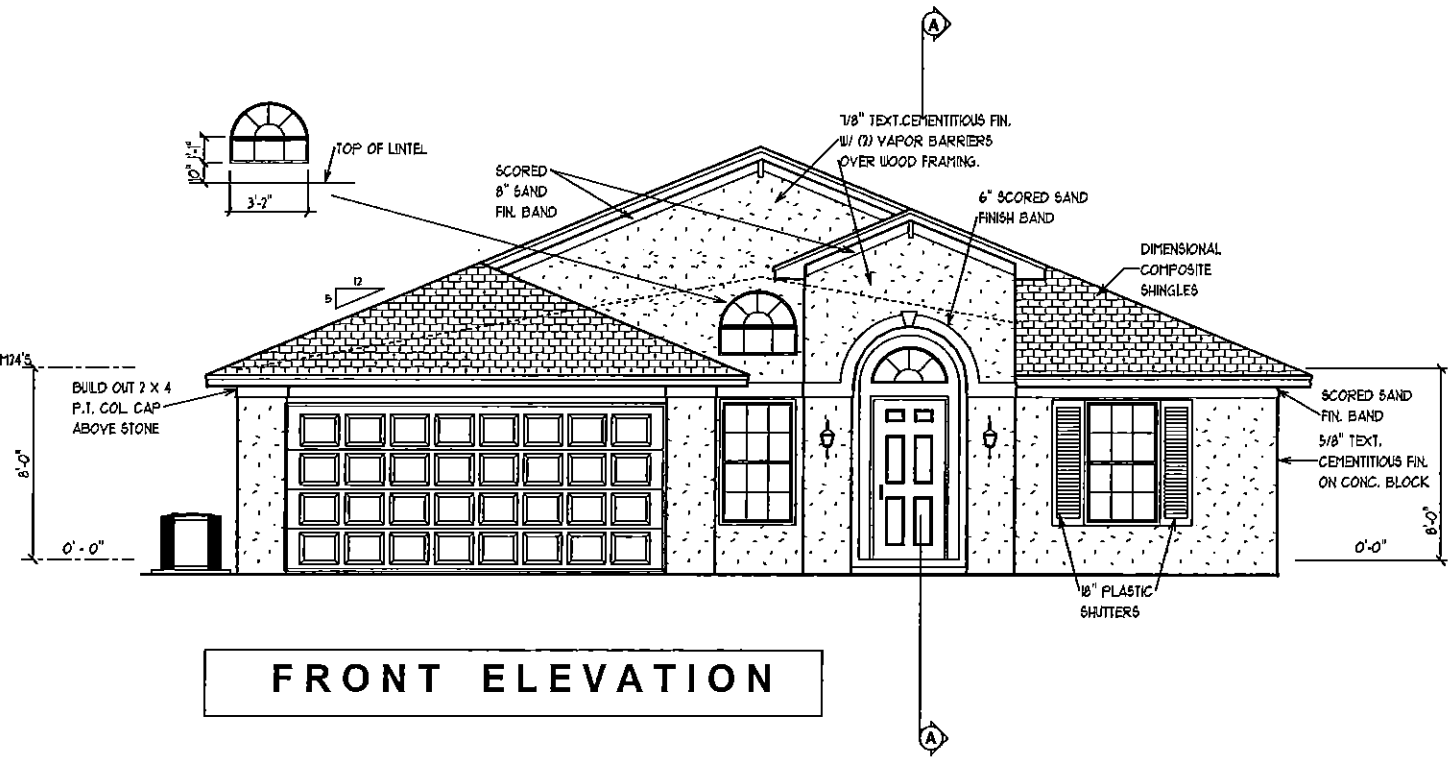 A
7/8" TEXT.CEMENTITIOUS FIN.
W/ (2) VAPOR BARRIERS
OVER WOOD FRAMING.
TOP OF LINTEL
1'-1"
10"
3'-2"
SCORED
8" SAND
FIN. BAND
6" SCORED SAND
FINISH BAND
DIMENSIONAL
COMPOSITE
SHINGLES
12
5
BUILD OUT 2 X 4
P.T. COL. CAP
ABOVE STONE
8'-0"
0'-0"
SCORED SAND
FIN. BAND
5/8" TEXT.
CEMENTITIOUS FIN.
ON CONC. BLOCK
8'-0"
0'-0"
18" PLASTIC
SHUTTERS
FRONT ELEVATION
A